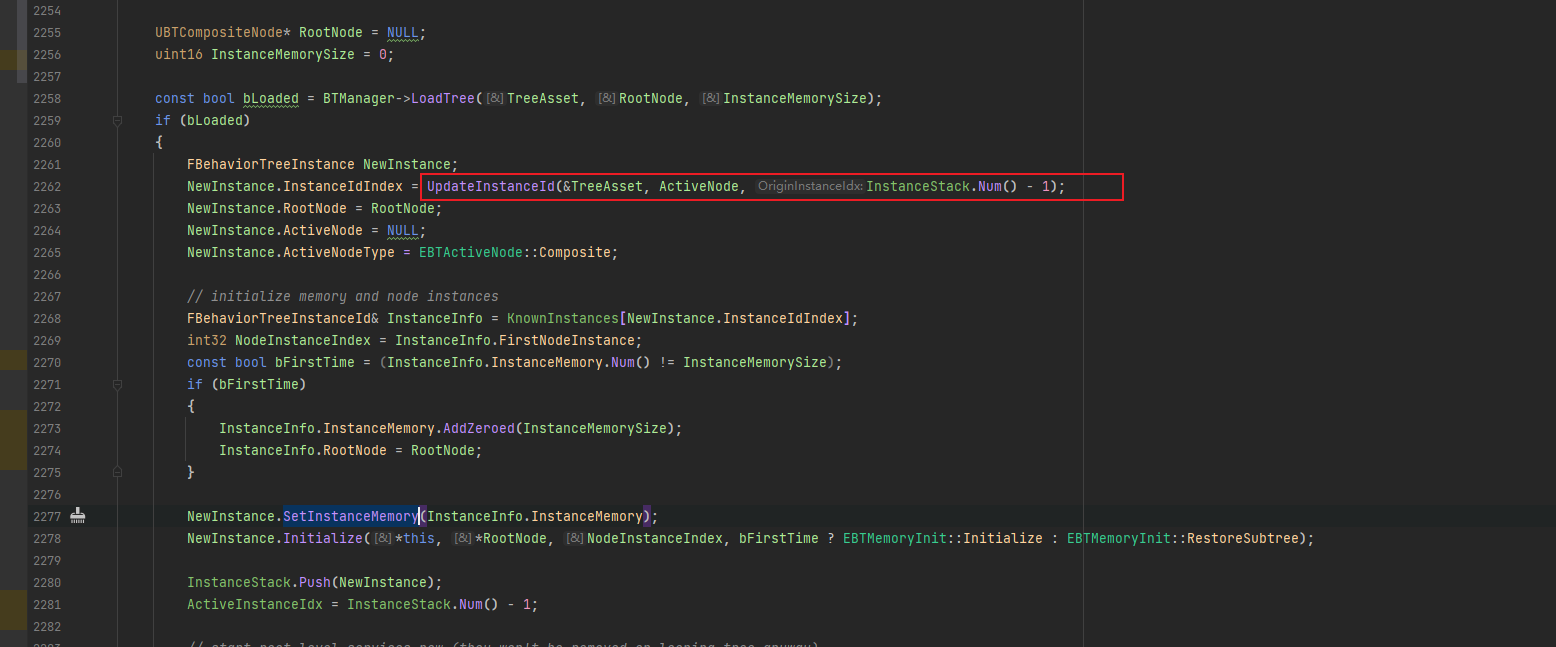 2254
2255 UBTCompositeNode* RootNode = NULL;
2256 uint16 InstanceMemorySize = 0;
2257
2258 const bool bLoaded = BTManager->LoadTree([&]TreeAsset, [&]RootNode, [&]InstanceMemorySize);
2259 if (bLoaded)
2260 {
2261 FBehaviorTreeInstance NewInstance;
2262 NewInstance.InstanceIdIndex = UpdateInstanceId(&TreeAsset, ActiveNode, OriginInstanceIdx: InstanceStack.Num() - 1);
2263 NewInstance.RootNode = RootNode;
2264 NewInstance.ActiveNode = NULL;
2265 NewInstance.ActiveNodeType = EBTActiveNode::Composite;
2266
2267 // initialize memory and node instances
2268 FBehaviorTreeInstanceId& InstanceInfo = KnownInstances[NewInstance.InstanceIdIndex];
2269 int32 NodeInstanceIndex = InstanceInfo.FirstNodeInstance;
2270 const bool bFirstTime = (InstanceInfo.InstanceMemory.Num() != InstanceMemorySize);
2271 if (bFirstTime)
2272 {
2273 InstanceInfo.InstanceMemory.AddZeroed(InstanceMemorySize);
2274 InstanceInfo.RootNode = RootNode;
2275 }
2276
2277 NewInstance.SetInstanceMemory(InstanceInfo.InstanceMemory);
2278 NewInstance.Initialize([&]*this, [&]*RootNode, [&]NodeInstanceIndex, bFirstTime ? EBTMemoryInit::Initialize : EBTMemoryInit::RestoreSubtree);
2279
2280 InstanceStack.Push(NewInstance);
2281 ActiveInstanceIdx = InstanceStack.Num() - 1;
2282